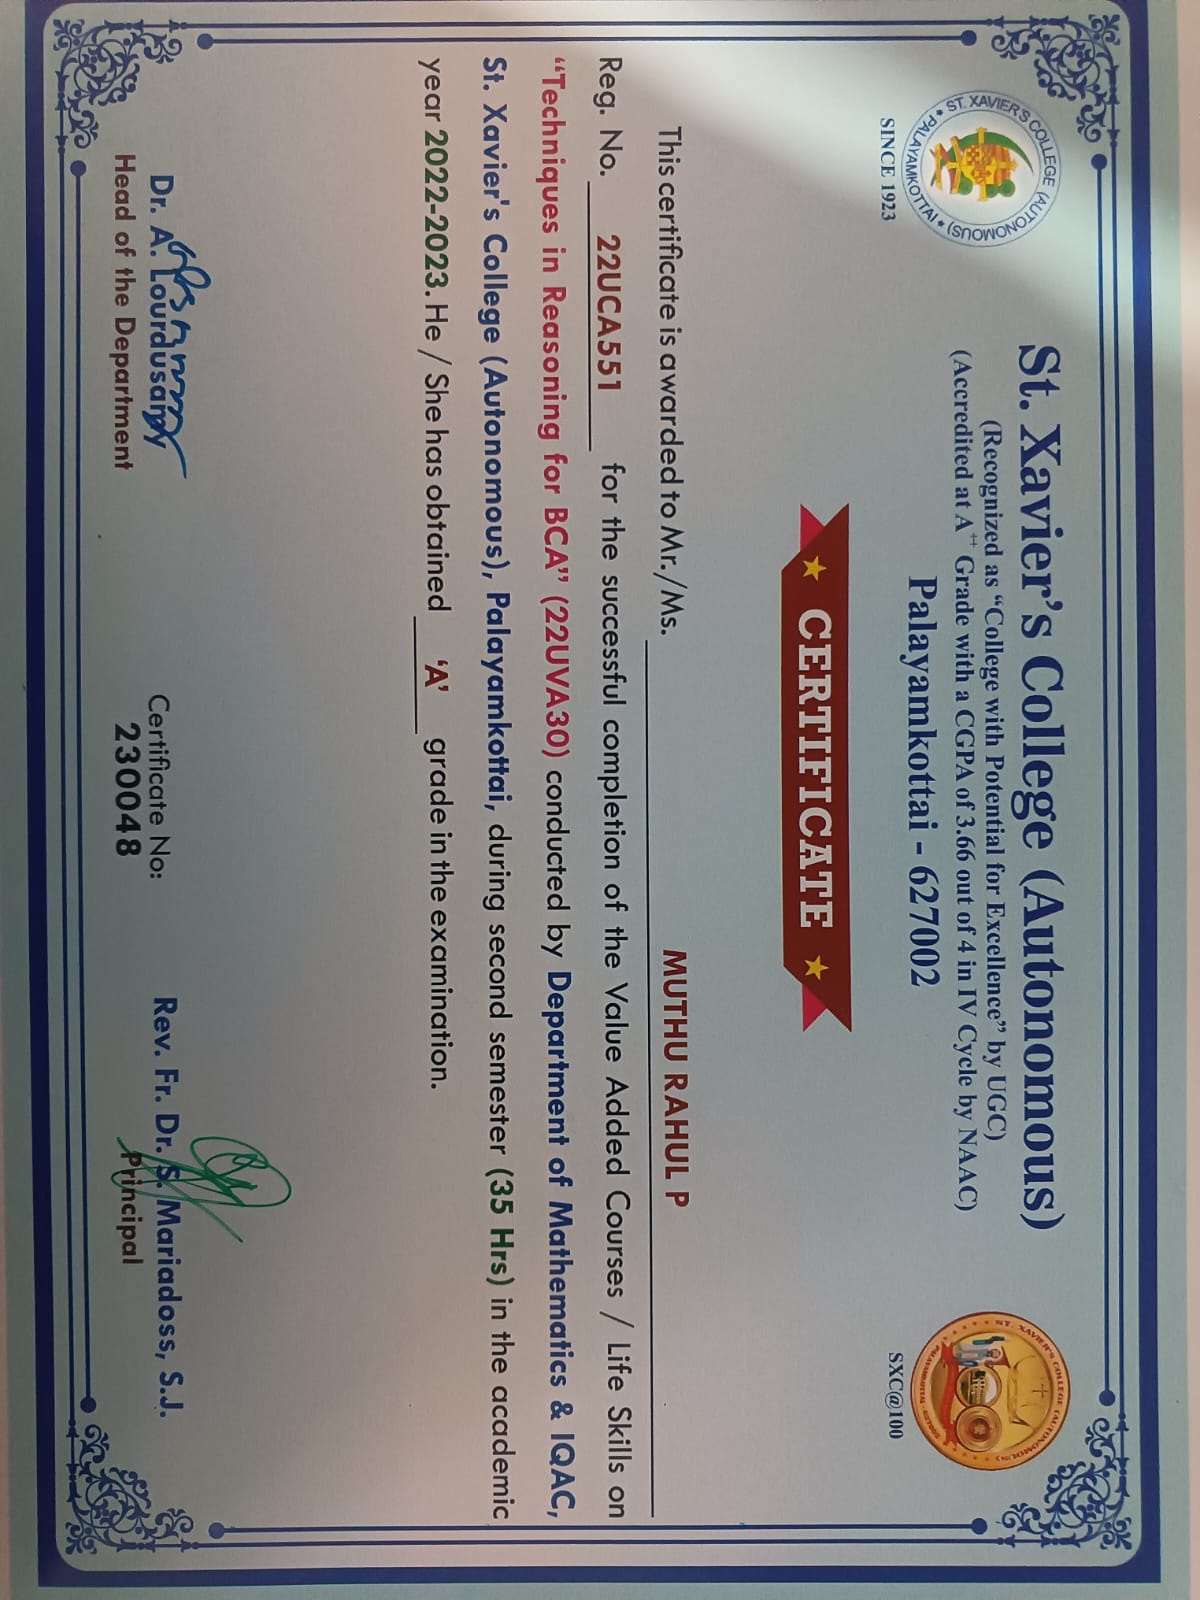 St. Xavier's College (Autonomous)
(Recognized as “College with Potential for Excellence” by UGC)
(Accredited at A++ Grade with a CGPA of 3.66 out of 4 in IV Cycle by NAAC)
Palayamkottai - 627002
ST. XAVIER'S COLLEGE (AUTONOMOUS)
PALAYAMKOTTAI
SINCE 1923
ST. XAVIER'S COLLEGE (AUTONOMOUS)
PALAYAMKOTTAI - 627002
SXC@100
CERTIFICATE
This certificate is awarded to Mr./Ms. MUTHU RAHUL P
Reg. No. 22UCA551 for the successful completion of the Value Added Courses / Life Skills on
“Techniques in Reasoning for BCA” (22UVA30) conducted by Department of Mathematics & IQAC,
St. Xavier's College (Autonomous), Palayamkottai, during second semester (35 Hrs) in the academic
year 2022-2023. He / She has obtained ‘A’ grade in the examination.
Dr. A. Lourdusamy
Head of the Department
Certificate No:
230048
Rev. Fr. Dr. S. Mariadoss, S.J.
Principal